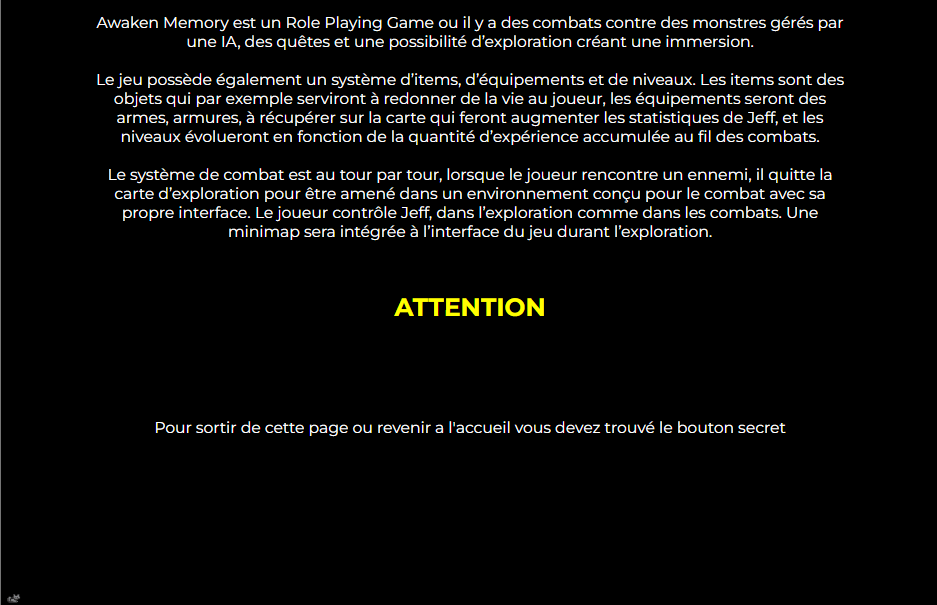 Awaken Memory est un Role Playing Game ou il y a des combats contre des monstres gérés par
une IA, des quêtes et une possibilité d’exploration créant une immersion.
Le jeu possède également un système d’items, d’équipements et de niveaux. Les items sont des
objets qui par exemple serviront à redonner de la vie au joueur, les équipements seront des
armes, armures, à récupérer sur la carte qui feront augmenter les statistiques de Jeff, et les
niveaux évolueront en fonction de la quantité d’expérience accumulée au fil des combats.
Le système de combat est au tour par tour, lorsque le joueur rencontre un ennemi, il quitte la
carte d’exploration pour être amené dans un environnement conçu pour le combat avec sa
propre interface. Le joueur contrôle Jeff, dans l’exploration comme dans les combats. Une
minimap sera intégrée à l’interface du jeu durant l’exploration.
ATTENTION
Pour sortir de cette page ou revenir a l'accueil vous devez trouvé le bouton secret